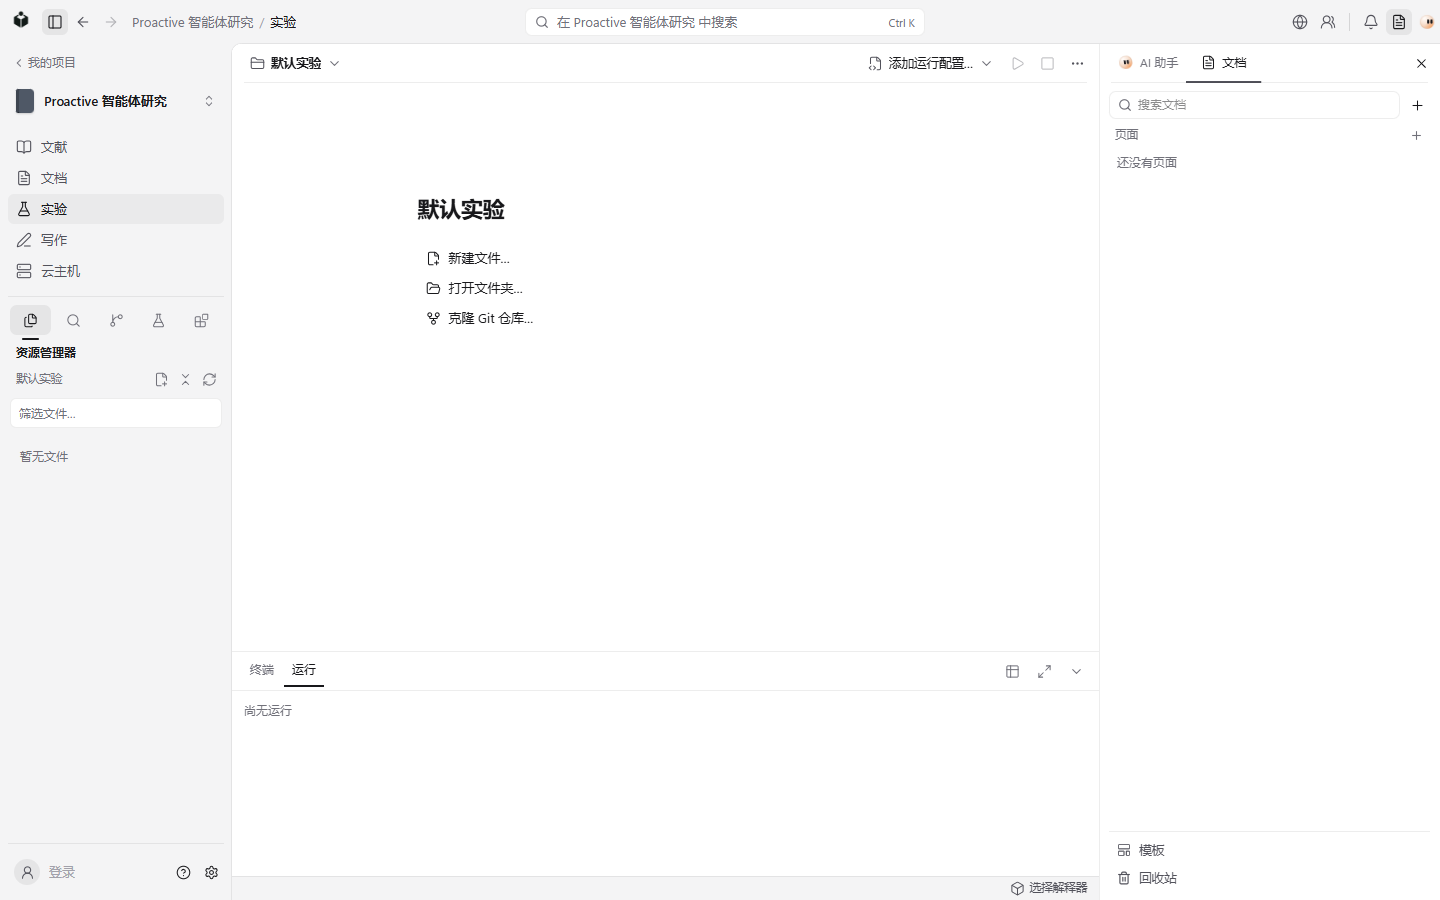 Proactive 智能体研究 / 实验
在 Proactive 智能体研究 中搜索
Ctrl K
我的项目
Proactive 智能体研究
文献
文档
实验
写作
云主机
资源管理器
默认实验
筛选文件...
暂无文件
登录
默认实验
添加运行配置...
默认实验
新建文件...
打开文件夹...
克隆 Git 仓库...
终端
运行
尚无运行
选择解释器
AI 助手
文档
搜索文档
页面
还没有页面
模板
回收站